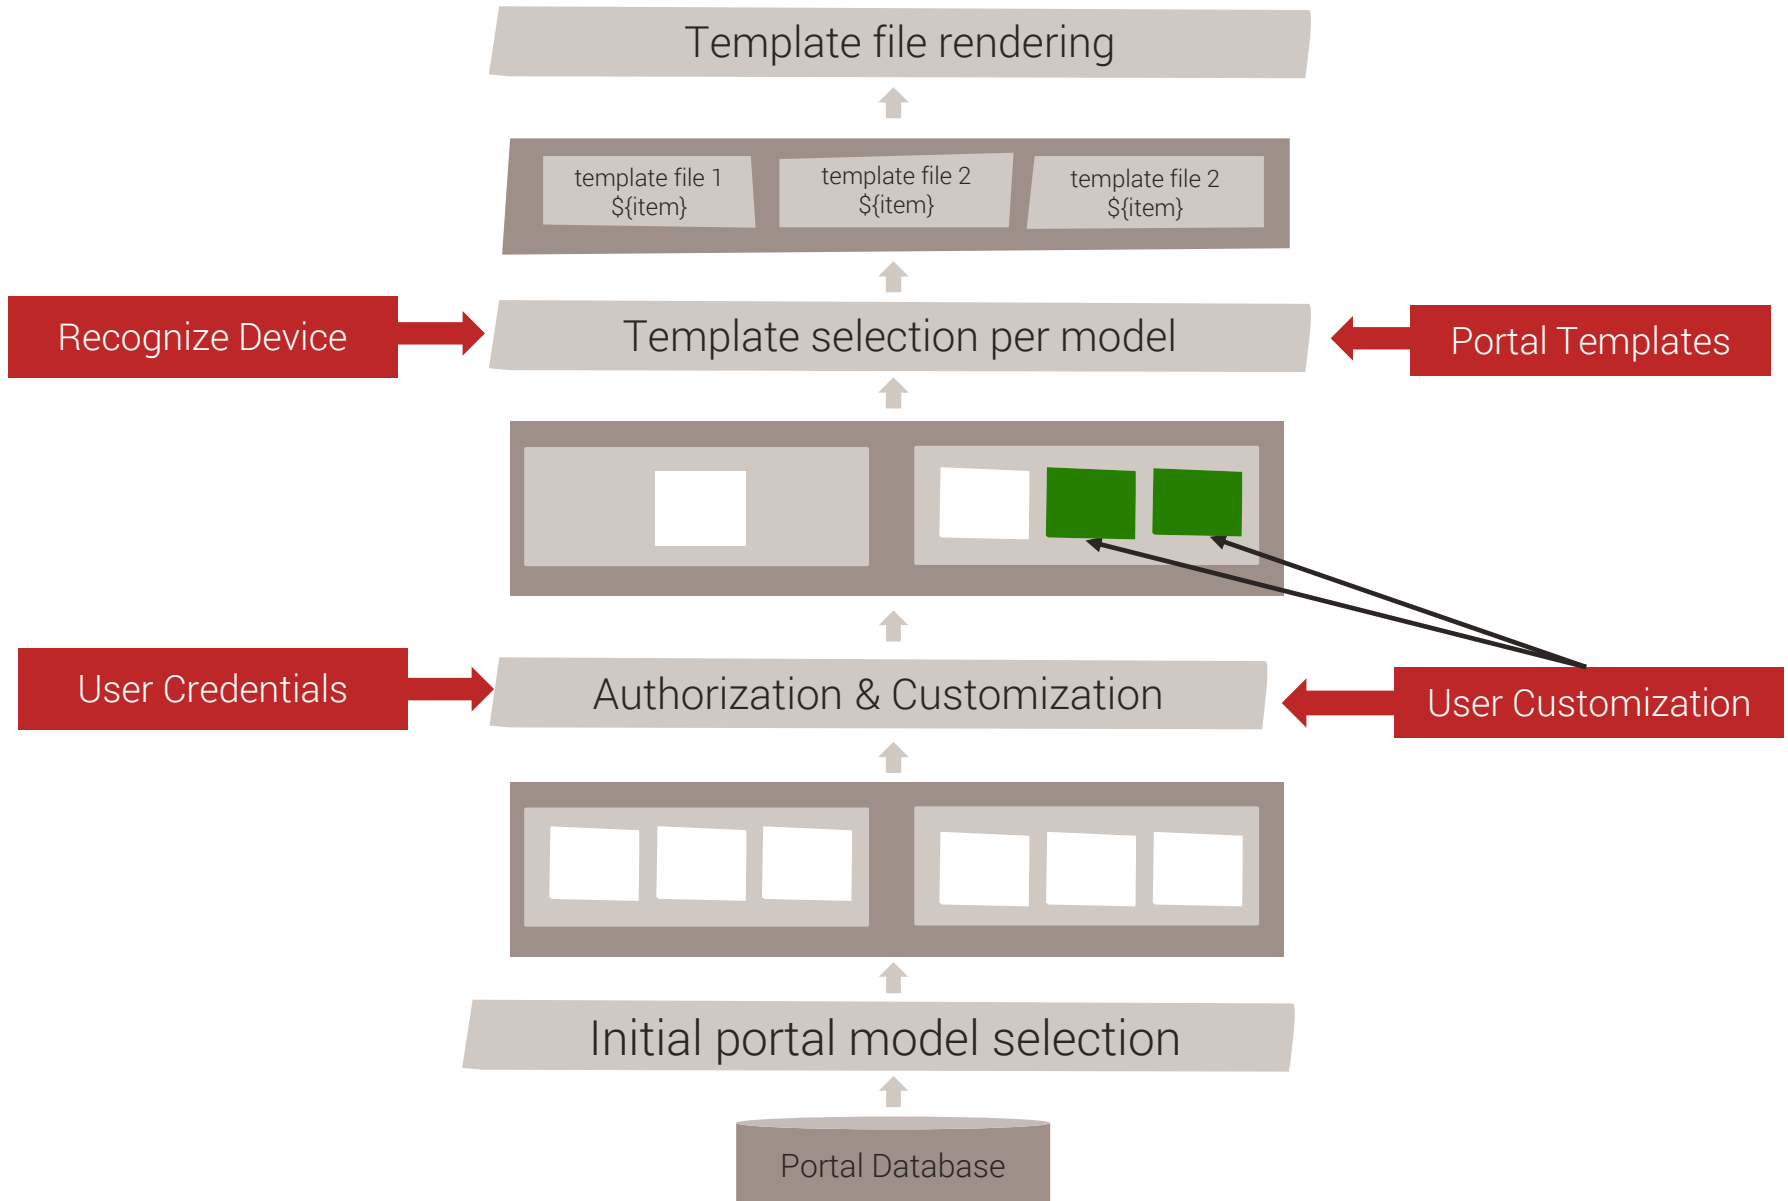 Template file rendering
template file 1
${item}
template file 2
${item}
template file 2
${item}
Recognize Device
Template selection per model
Portal Templates
User Credentials
Authorization & Customization
User Customization
Initial portal model selection
Portal Database